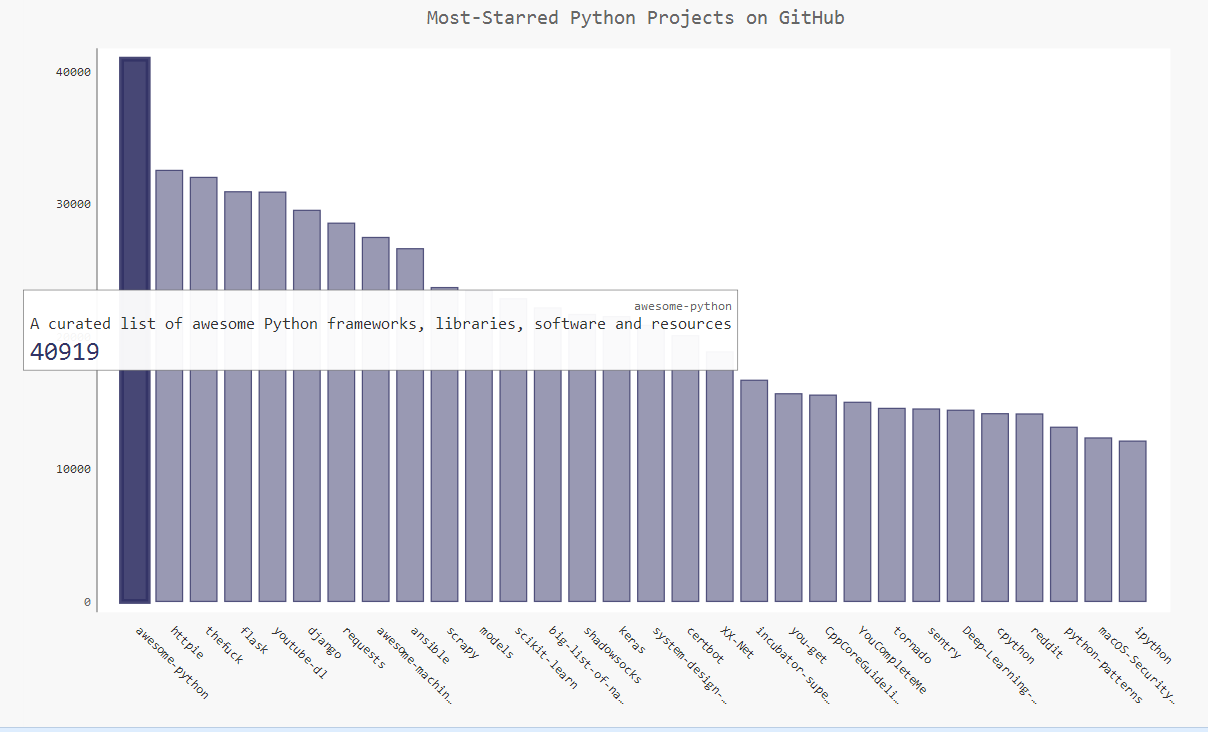 Most-Starred Python Projects on GitHub
40000
30000
awesome-python
A curated list of awesome Python frameworks, libraries, software and resources
40919
10000
0
awesome-python
httpie
thefuck
flask
youtube-dl
django
requests
awesome-machin…
ansible
scrapy
models
scikit-learn
big-list-of-na…
shadowsocks
keras
system-design-…
certbot
XX-Net
incubator-supe…
you-get
CppCoreGuideli…
YouCompleteMe
tornado
sentry
Deep-Learning-…
cpython
reddit
python-patterns
macOS-Security…
ipython